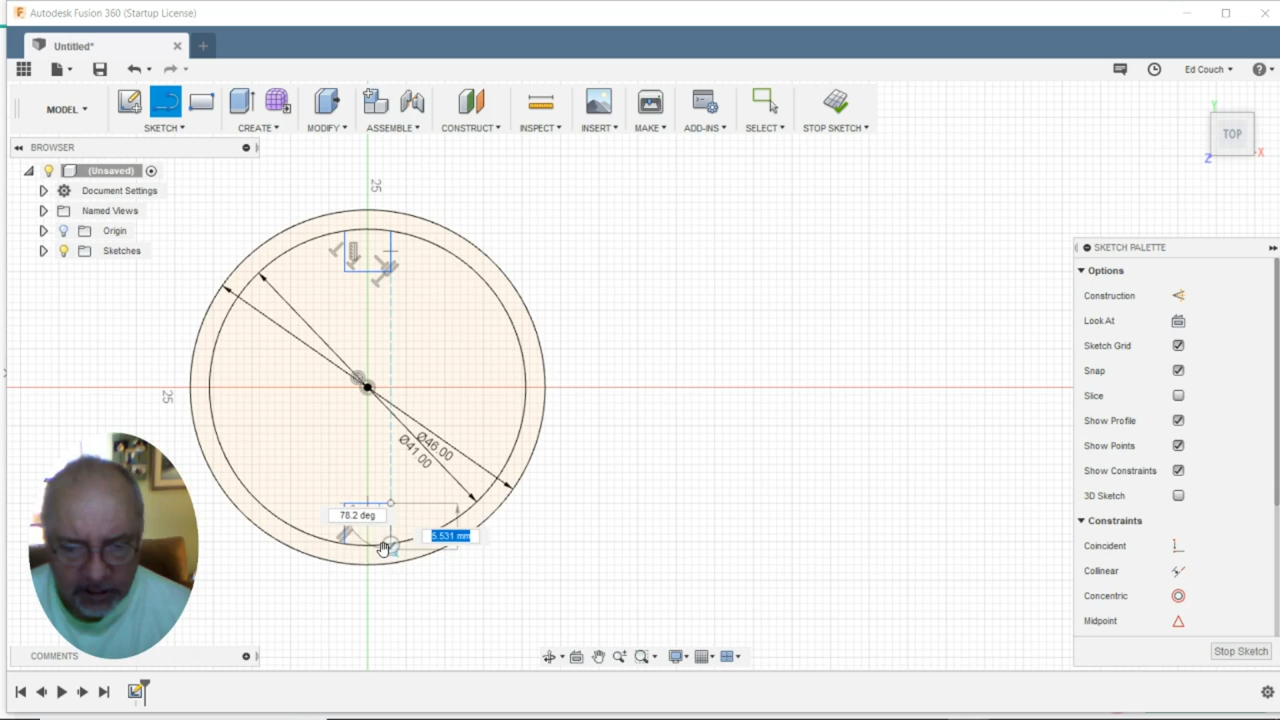 Autodesk Fusion 360 (Startup License)
Untitled*
Ed Couch
MODEL
SKETCH
CREATE
MODIFY
ASSEMBLE
CONSTRUCT
INSPECT
INSERT
MAKE
ADD-INS
SELECT
STOP SKETCH
TOP
Y
X
Z
BROWSER
(Unsaved)
Document Settings
Named Views
Origin
Sketches
25
25
Ø46.00
Ø41.00
78.2 deg
5.531 mm
SKETCH PALETTE
Options
Construction
Look At
Sketch Grid
Snap
Slice
Show Profile
Show Points
Show Constraints
3D Sketch
Constraints
Coincident
Collinear
Concentric
Midpoint
Stop Sketch
COMMENTS